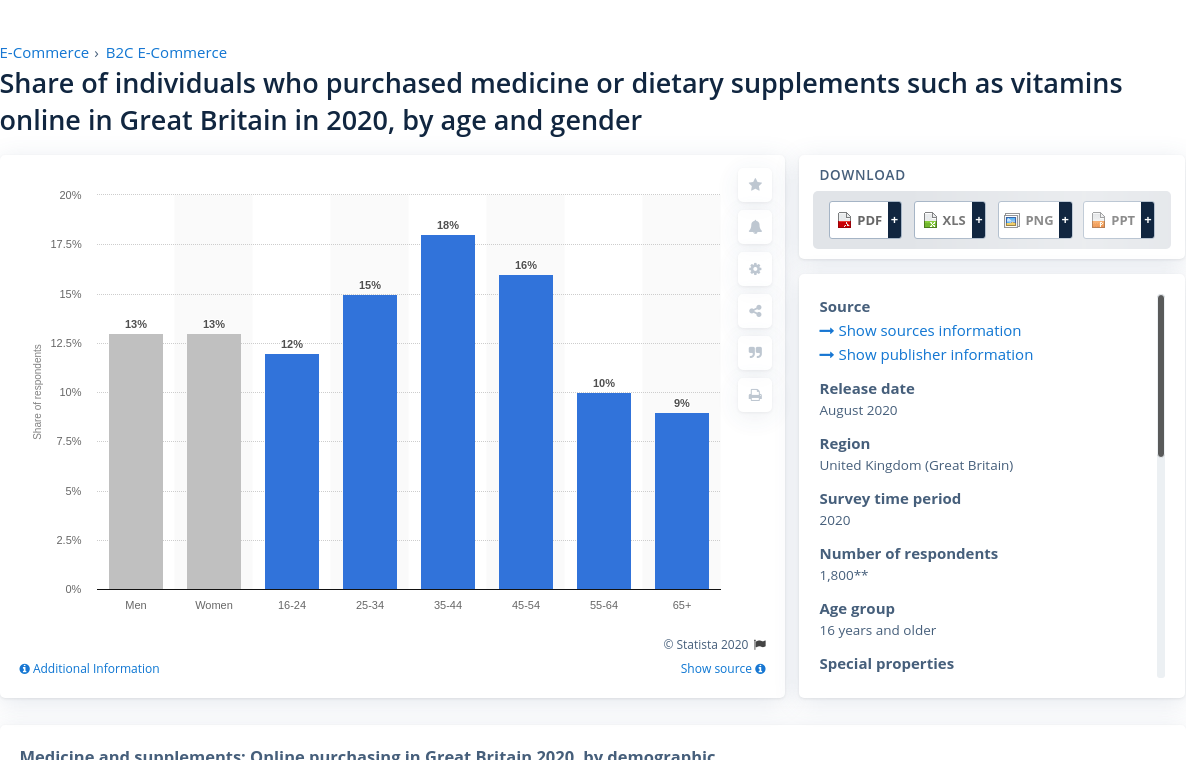 E-Commerce › B2C E-Commerce
Share of individuals who purchased medicine or dietary supplements such as vitamins
online in Great Britain in 2020, by age and gender
20%
17.5%
15%
12.5%
10%
7.5%
5%
2.5%
0%
Share of respondents
13%
13%
12%
15%
18%
16%
10%
9%
Men
Women
16-24
25-34
35-44
45-54
55-64
65+
© Statista 2020
Additional Information
Show source
DOWNLOAD
PDF +
XLS +
PNG +
PPT +
Source
Show sources information
Show publisher information
Release date
August 2020
Region
United Kingdom (Great Britain)
Survey time period
2020
Number of respondents
1,800**
Age group
16 years and older
Special properties
Medicine and supplements: Online purchasing in Great Britain 2020, by demographic